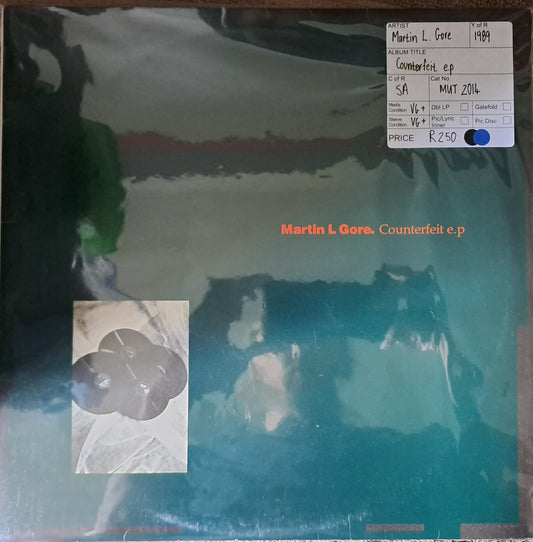 ARTIST Y of R
Martin L. Gore 1989
ALBUM TITLE
Counterfeit e.p
C of R Cat No
SA MUT 2014
Media Condition VG + Dbl LP Gatefold
Sleeve Condition VG + Pic/Lyric Inner Pic Disc
PRICE R250
Martin L Gore. Counterfeit e.p